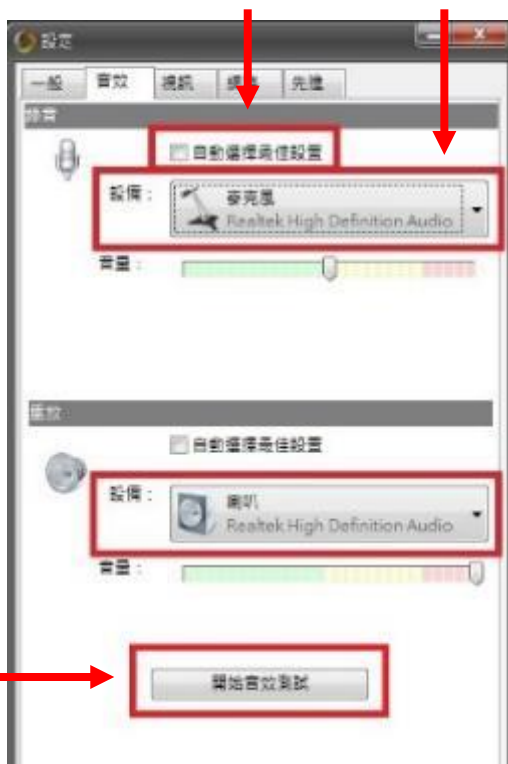 設定
一般 音效 視訊 網路 先進
錄音
自動選擇最佳設置
設備：
麥克風
Realtek High Definition Audio
音量：
播放
自動選擇最佳設置
設備：
喇叭
Realtek High Definition Audio
音量：
開始音效測試